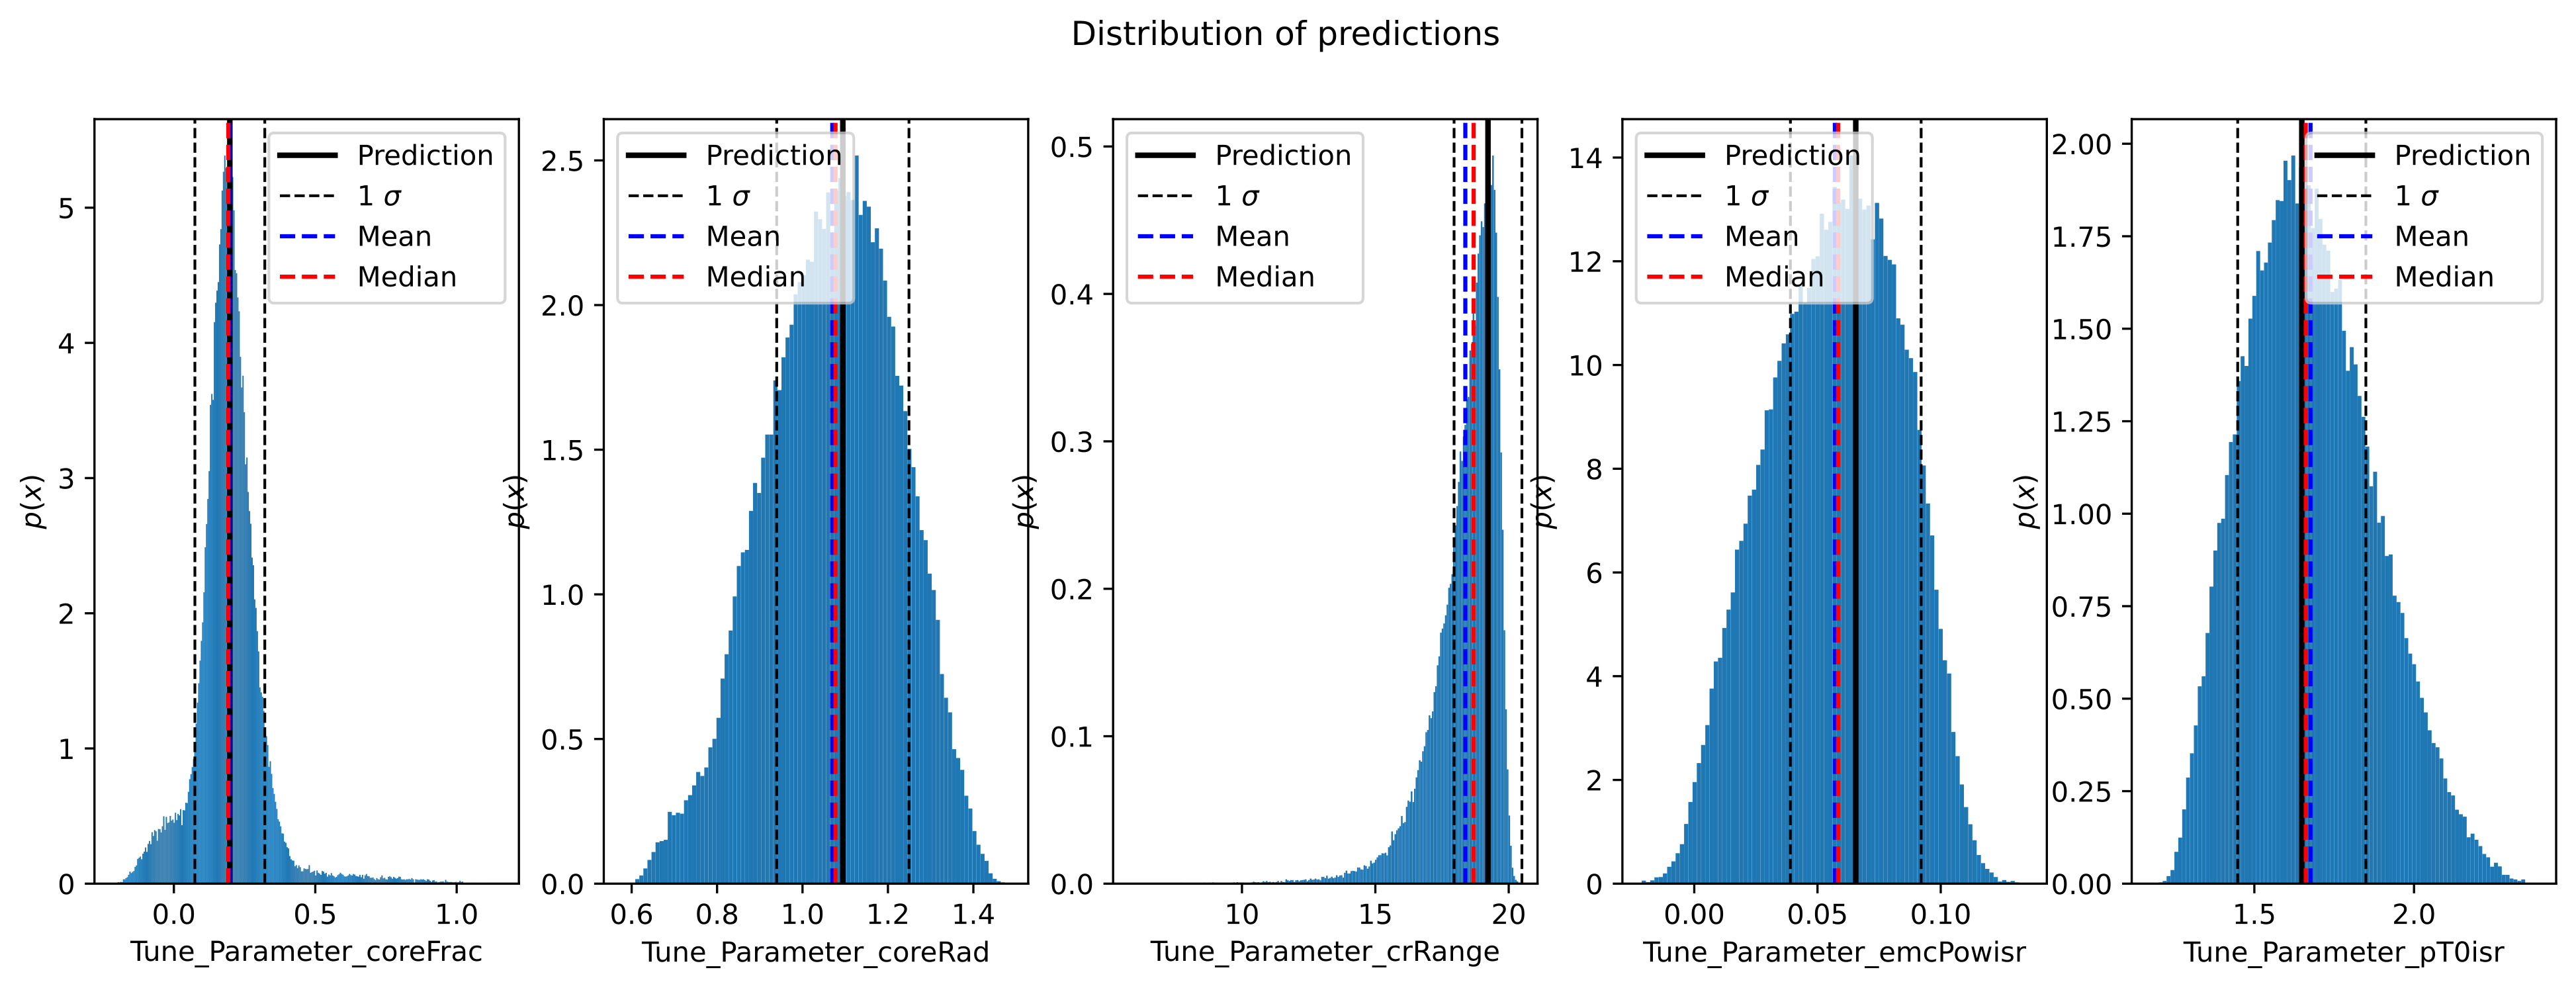 Distribution of predictions
p(x)
0
1
2
3
4
5
0.0
0.5
1.0
Tune_Parameter_coreFrac
Prediction
1 σ
Mean
Median
p(x)
0.0
0.5
1.0
1.5
2.0
2.5
0.6
0.8
1.0
1.2
1.4
Tune_Parameter_coreRad
Prediction
1 σ
Mean
Median
p(x)
0.0
0.1
0.2
0.3
0.4
0.5
10
15
20
Tune_Parameter_crRange
Prediction
1 σ
Mean
Median
p(x)
0
2
4
6
8
10
12
14
0.00
0.05
0.10
Tune_Parameter_emcPowisr
Prediction
1 σ
Mean
Median
p(x)
0.00
0.25
0.50
0.75
1.00
1.25
1.50
1.75
2.00
1.5
2.0
Tune_Parameter_pT0isr
Prediction
1 σ
Mean
Median